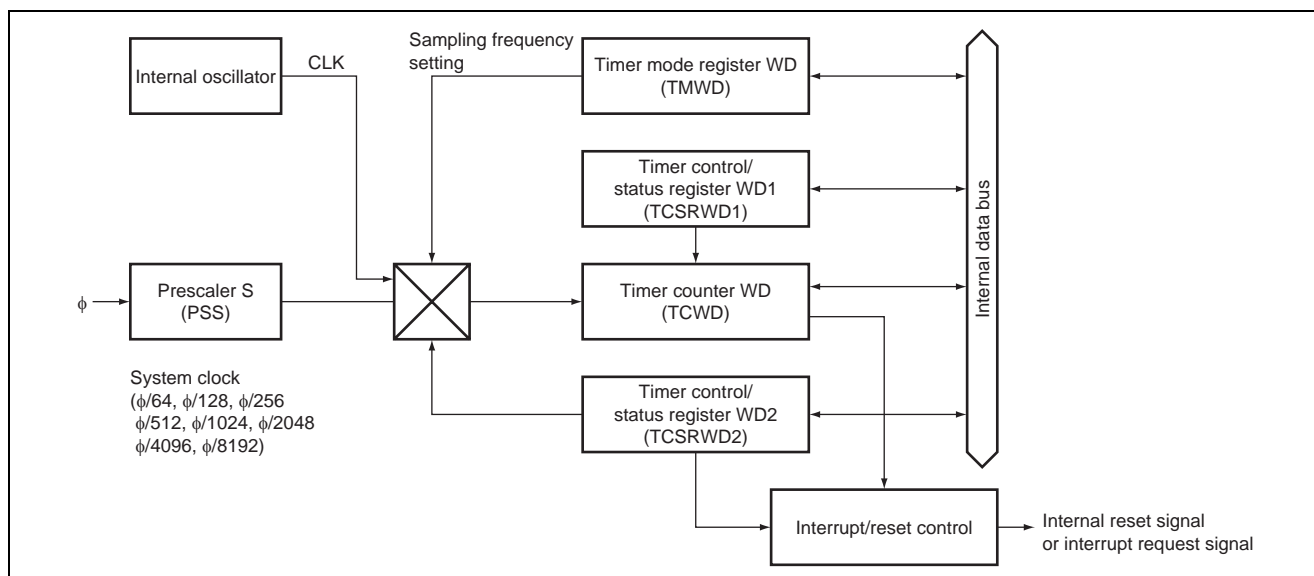 Internal oscillator
CLK
Sampling frequency
setting
Timer mode register WD
(TMWD)
Timer control/
status register WD1
(TCSRWD1)
Internal data bus
ϕ
Prescaler S
(PSS)
Timer counter WD
(TCWD)
System clock
(ϕ/64, ϕ/128, ϕ/256
ϕ/512, ϕ/1024, ϕ/2048
ϕ/4096, ϕ/8192)
Timer control/
status register WD2
(TCSRWD2)
Interrupt/reset control
Internal reset signal
or interrupt request signal